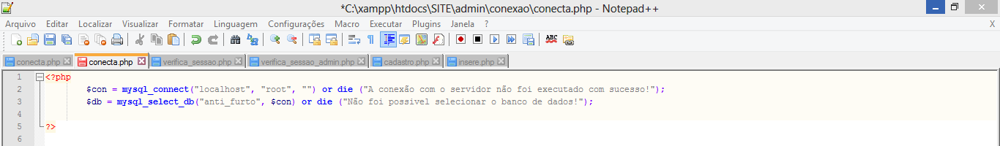 *C:\xampp\htdocs\SITE\admin\conexao\conecta.php - Notepad++
Arquivo Editar Localizar Visualizar Formatar Linguagem Configurações Macro Executar Plugins Janela ? X
conecta.php conecta.php verifica_sessao.php verifica_sessao_admin.php cadastro.php insere.php
1 <?php
2 $con = mysql_connect("localhost", "root", "") or die ("A conexão com o servidor não foi executado com sucesso!");
3 $db = mysql_select_db("anti_furto", $con) or die ("Não foi possivel selecionar o banco de dados!");
4
5 ?>
6